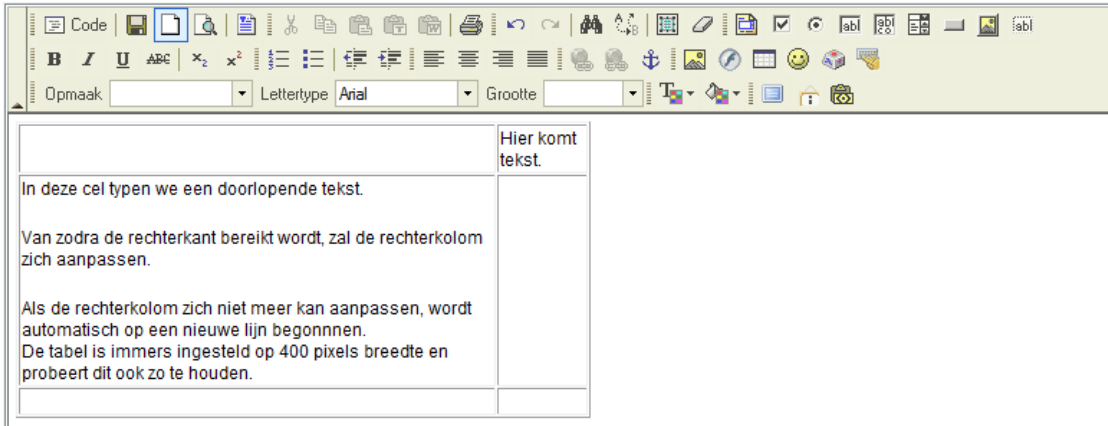 Code
B I U ABC x₂ x²
Opmaak Lettertype Arial Grootte
Hier komt
tekst.
In deze cel typen we een doorlopende tekst.
Van zodra de rechterkant bereikt wordt, zal de rechterkolom
zich aanpassen.
Als de rechterkolom zich niet meer kan aanpassen, wordt
automatisch op een nieuwe lijn begonnnen.
De tabel is immers ingesteld op 400 pixels breedte en
probeert dit ook zo te houden.